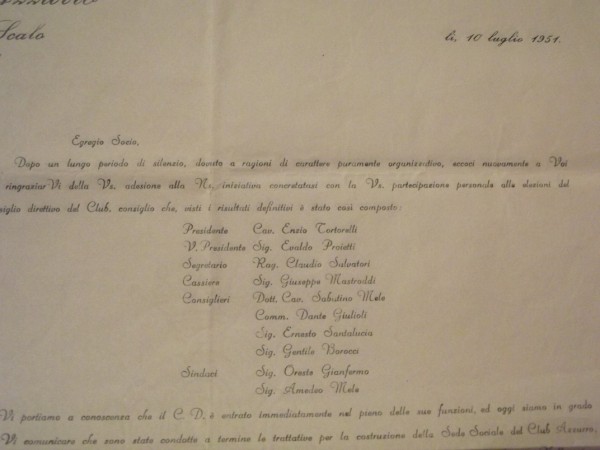 Scalo
li, 10 luglio 1951.
Egregio Socio,
Dopo un lungo periodo di silenzio, dovuto a ragioni di carattere puramente organizzativo, eccoci nuovamente a Voi
ringraziarVi della Vs. adesione alla Ns, iniziativa concretatasi con la Vs. partecipazione personale alle elezioni del
siglio direttivo del Club. consiglio che, visti i risultati definitivi è stato così composto:
Presidente Cav. Enzio Tortorelli
V. Presidente Sig. Evaldo Proietti
Segretario Rag. Claudio Salvatori
Cassiere Sig. Giuseppe Mastroddi
Consiglieri Dott. Cav. Sabatino Mele
Comm. Dante Giulioli
Sig. Ernesto Santalucia
Sig. Gentile Barocci
Sindaci Sig. Oreste Gianfermo
Sig. Amedeo Mele
Vi portiamo a conoscenza che il C. D. è entrato immediatamente nel pieno delle sue funzioni, ed oggi siamo in grado
Vi comunicare che sono state condotte a termine le trattative per la costruzione della Sede Sociale del Club Azzurro,